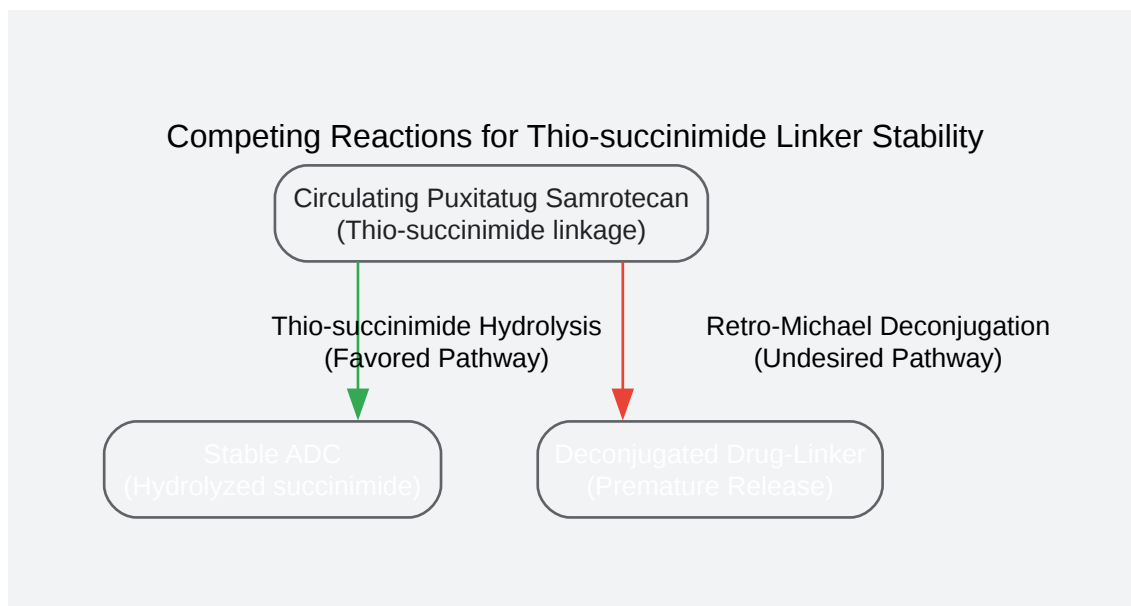 Competing Reactions for Thio-succinimide Linker Stability
Circulating Puxitatug Samrotecan
(Thio-succinimide linkage)
Thio-succinimide Hydrolysis
(Favored Pathway)
Retro-Michael Deconjugation
(Undesired Pathway)
Stable ADC
(Hydrolyzed succinimide)
Deconjugated Drug-Linker
(Premature Release)